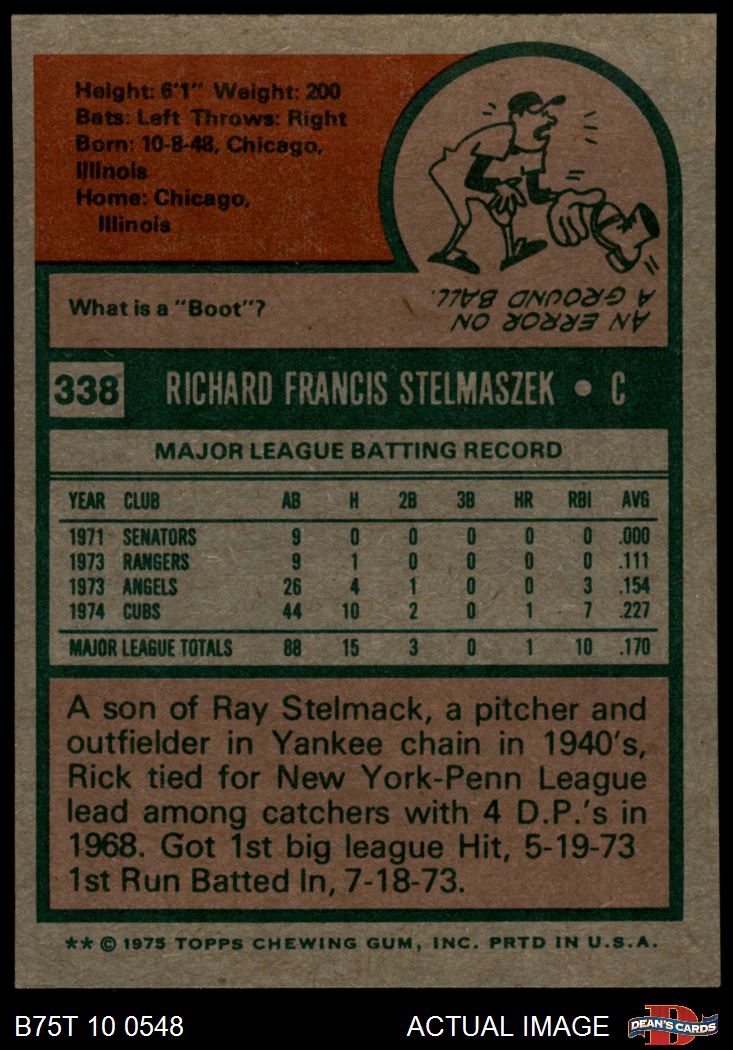 Height: 6'1" Weight: 200
Bats: Left Throws: Right
Born: 10-8-48, Chicago,
Illinois
Home: Chicago,
Illinois
What is a "Boot"?
AN ERROR ON
A GROUND BALL.
338 RICHARD FRANCIS STELMASZEK • C
MAJOR LEAGUE BATTING RECORD
YEAR CLUB AB H 2B 3B HR RBI AVG
1971 SENATORS 9 0 0 0 0 0 .000
1973 RANGERS 9 1 0 0 0 0 .111
1973 ANGELS 26 4 1 0 0 3 .154
1974 CUBS 44 10 2 0 1 7 .227
MAJOR LEAGUE TOTALS 88 15 3 0 1 10 .170
A son of Ray Stelmack, a pitcher and
outfielder in Yankee chain in 1940's,
Rick tied for New York-Penn League
lead among catchers with 4 D.P.'s in
1968. Got 1st big league Hit, 5-19-73
1st Run Batted In, 7-18-73.
** © 1975 TOPPS CHEWING GUM, INC. PRTD IN U.S.A.
B75T 10 0548 ACTUAL IMAGE D DEAN'S CARDS